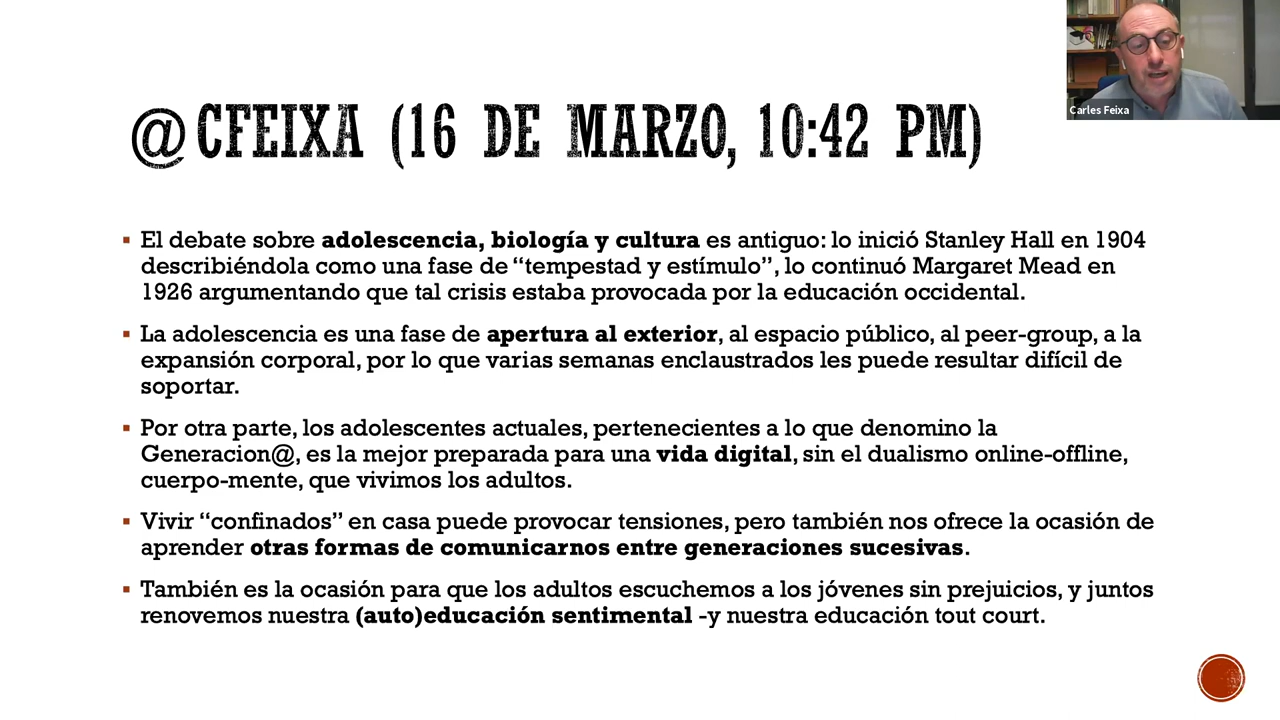 @CFEIXA (16 DE MARZO, 10:42 PM)
Carles Feixa
▪ El debate sobre adolescencia, biología y cultura es antiguo: lo inició Stanley Hall en 1904
describiéndola como una fase de “tempestad y estímulo”, lo continuó Margaret Mead en
1926 argumentando que tal crisis estaba provocada por la educación occidental.
▪ La adolescencia es una fase de apertura al exterior, al espacio público, al peer-group, a la
expansión corporal, por lo que varias semanas enclaustrados les puede resultar difícil de
soportar.
▪ Por otra parte, los adolescentes actuales, pertenecientes a lo que denomino la
Generacion@, es la mejor preparada para una vida digital, sin el dualismo online-offline,
cuerpo-mente, que vivimos los adultos.
▪ Vivir “confinados” en casa puede provocar tensiones, pero también nos ofrece la ocasión de
aprender otras formas de comunicarnos entre generaciones sucesivas.
▪ También es la ocasión para que los adultos escuchemos a los jóvenes sin prejuicios, y juntos
renovemos nuestra (auto)educación sentimental -y nuestra educación tout court.